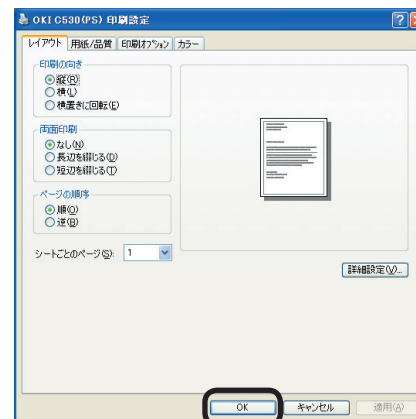 OKI C530(PS) 印刷設定
レイアウト 用紙/品質 印刷オプション カラー
印刷の向き
縦(R)
横(L)
横置きに回転(E)
両面印刷
なし(N)
長辺を綴じる(D)
短辺を綴じる(T)
ページの順序
順(O)
逆(B)
シートごとのページ(S): 1
詳細設定(V)...
OK キャンセル 適用(A)